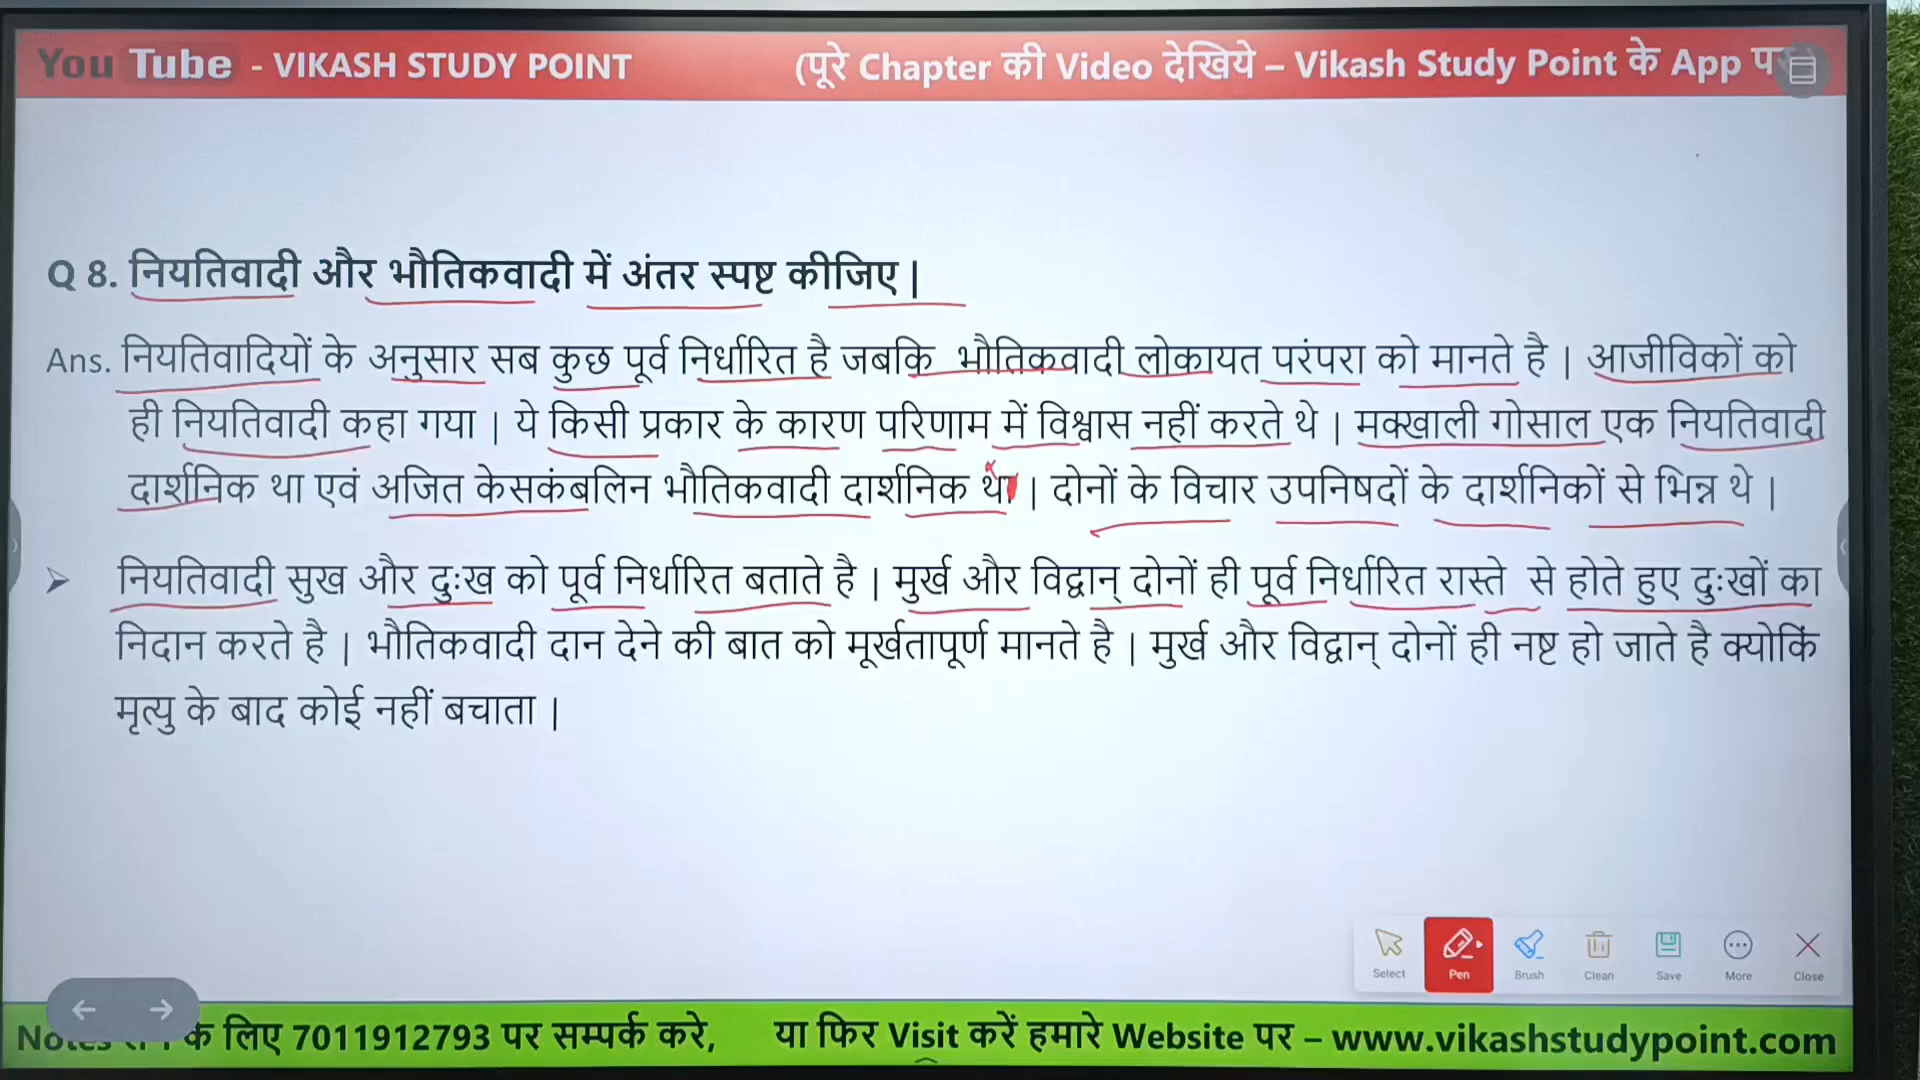 You Tube - VIKASH STUDY POINT (पूरे Chapter की Video देखिये – Vikash Study Point के App
Q 8. नियतिवादी और भौतिकवादी में अंतर स्पष्ट कीजिए |
Ans. नियतिवादियों के अनुसार सब कुछ पूर्व निर्धारित है जबकि भौतिकवादी लोकायत परंपरा को मानते है | आजीविकों को
ही नियतिवादी कहा गया | ये किसी प्रकार के कारण परिणाम में विश्वास नहीं करते थे | मक्खाली गोसाल एक नियतिवादी
दार्शनिक था एवं अजित केसकंबलिन भौतिकवादी दार्शनिक | दोनों के विचार उपनिषदों के दार्शनिकों से भिन्न थे |
➢ नियतिवादी सुख और दुःख को पूर्व निर्धारित बताते है | मुर्ख और विद्वान् दोनों ही पूर्व निर्धारित रास्ते से होते हुए दुःखों का
निदान करते है | भौतिकवादी दान देने की बात को मूर्खतापूर्ण मानते है | मुर्ख और विद्वान् दोनों ही नष्ट हो जाते है क्योकिं
मृत्यु के बाद कोई नहीं बचाता |
Select Pen Brush Clean Save More Close
के लिए 7011912793 पर सम्पर्क करे, या फिर Visit करें हमारे Website पर – www.vikashstudypoint.com